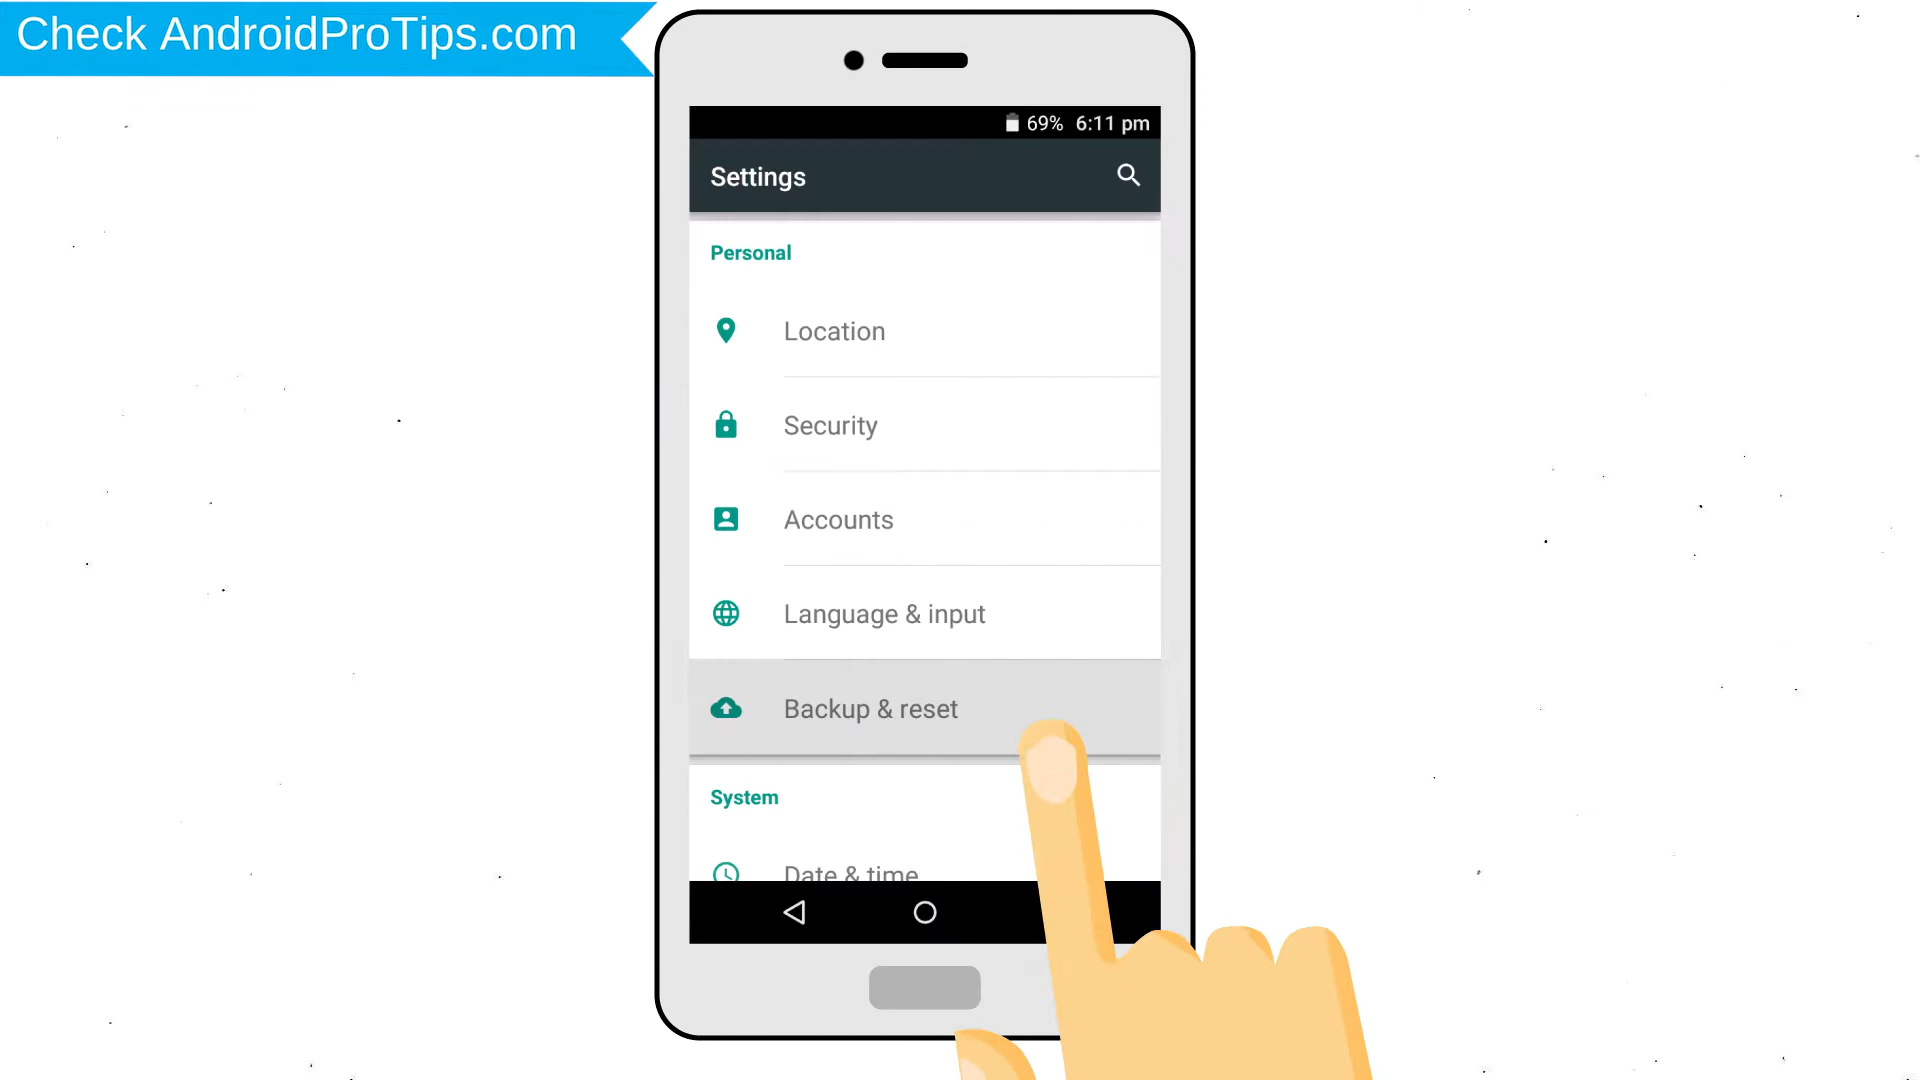 Check AndroidProTips.com
69% 6:11 pm
Settings
Personal
Location
Security
Accounts
Language & input
Backup & reset
System
Date & time